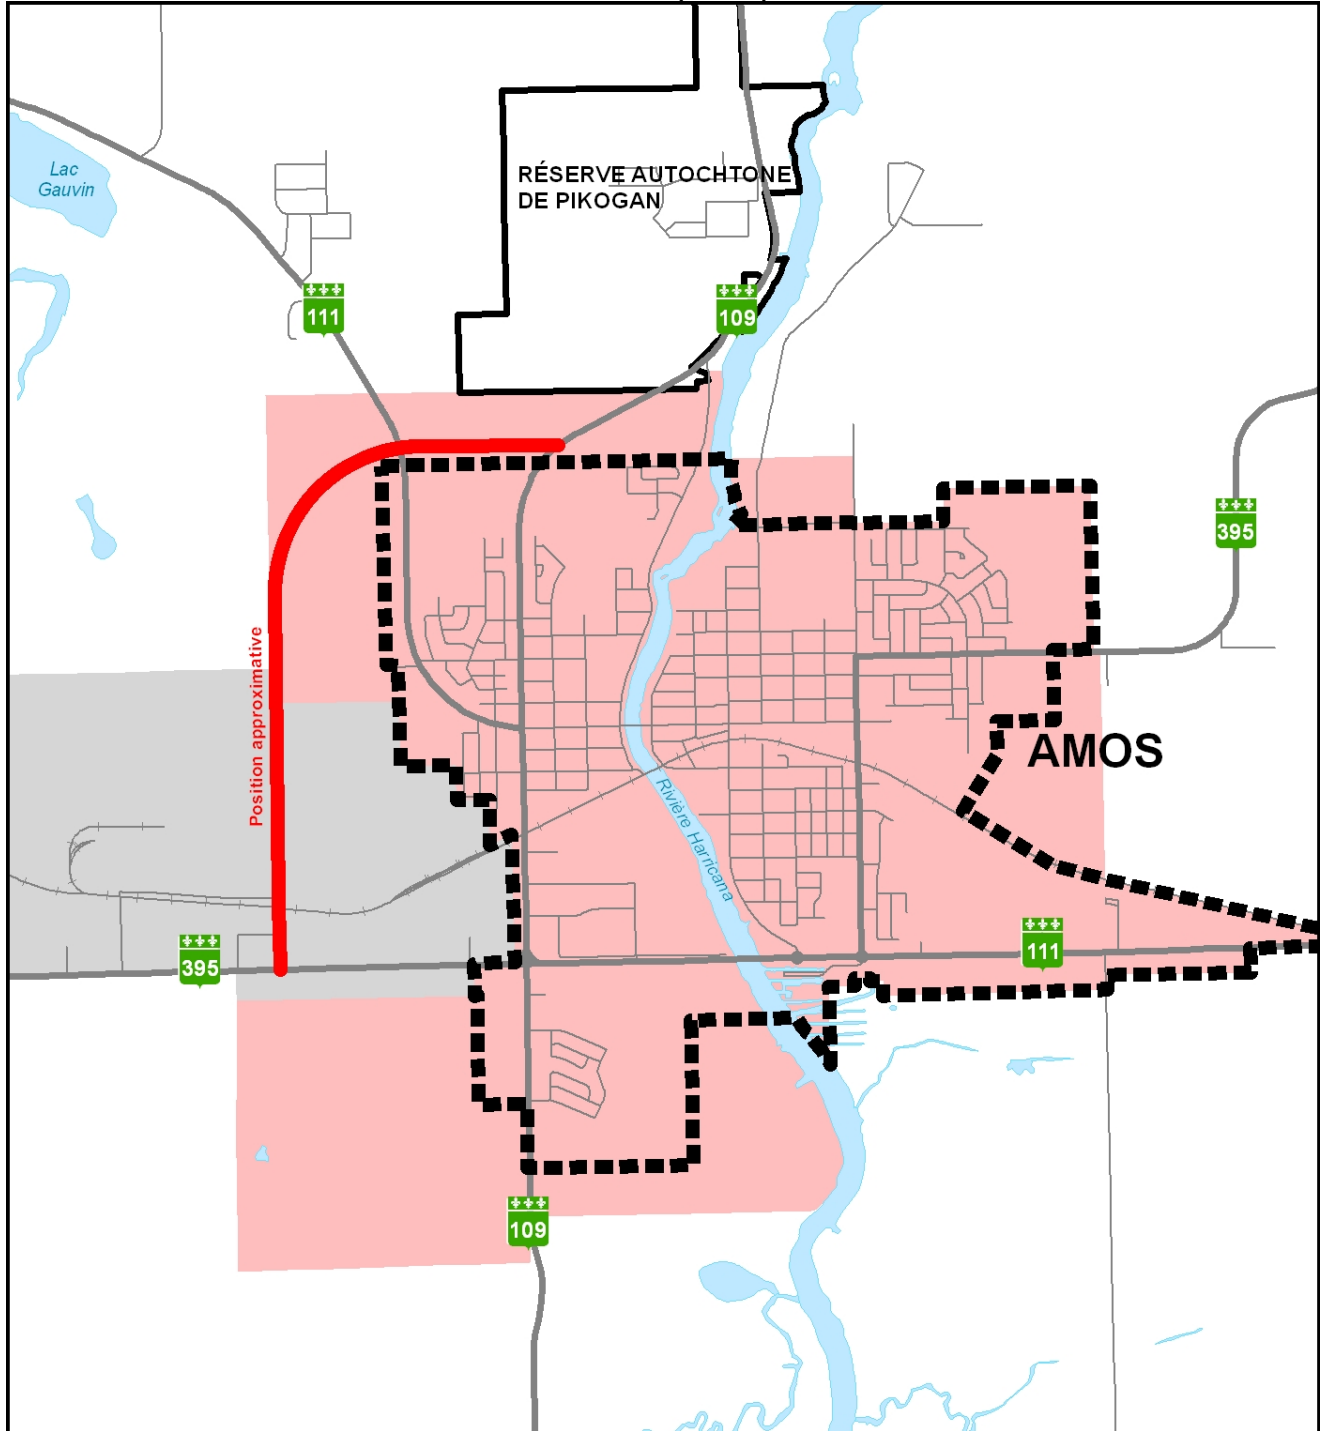 Lac
Gauvin
RÉSERVE AUTOCHTONE
DE PIKOGAN
111
109
395
Position approximative
AMOS
Rivière Harricana
395
111
109